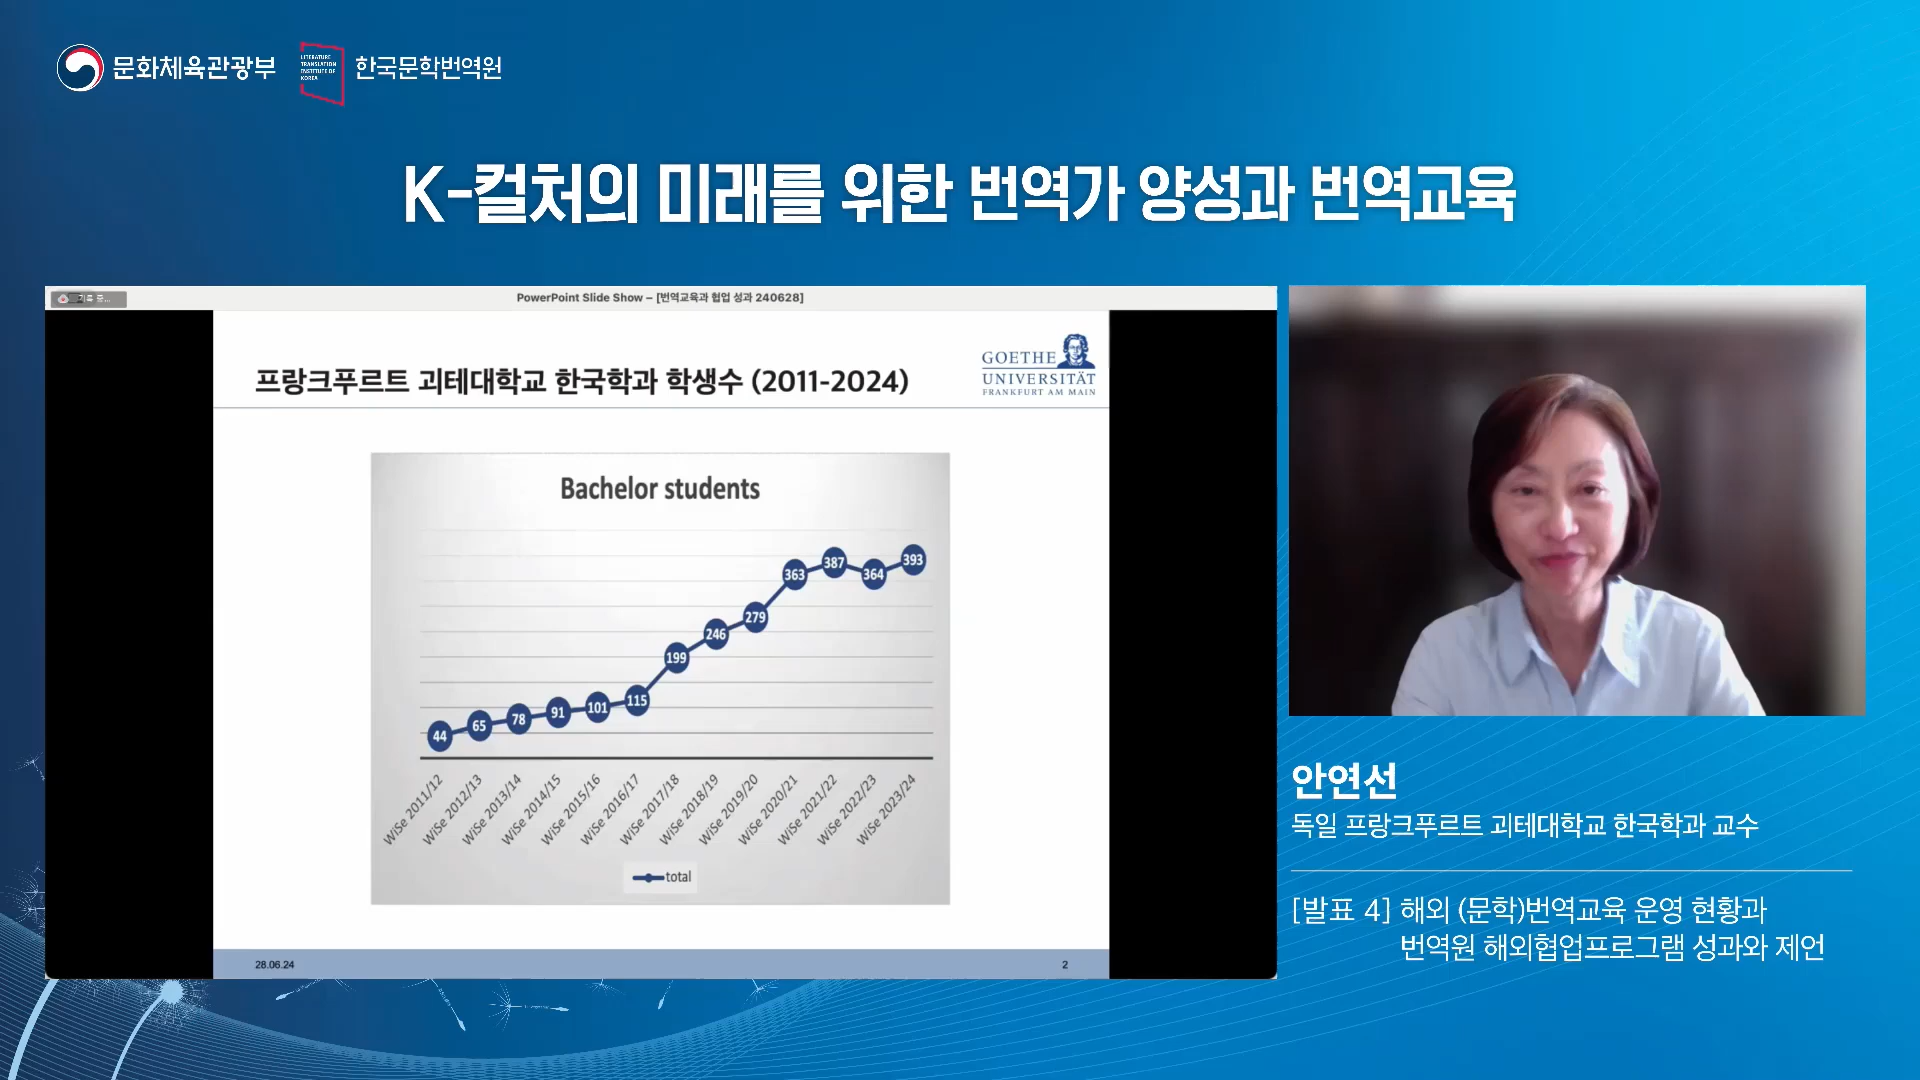 문화체육관광부
LITERATURE
TRANSLATION
INSTITUTE OF
KOREA
한국문학번역원
K-컬처의 미래를 위한 번역가 양성과 번역교육
PowerPoint Slide Show – [번역교육과 협업 성과 240628]
프랑크푸르트 괴테대학교 한국학과 학생수 (2011-2024)
GOETHE
UNIVERSITÄT
FRANKFURT AM MAIN
Bachelor students
44
65
78
91
101
115
199
246
279
363
387
364
393
WiSe 2011/12
WiSe 2012/13
WiSe 2013/14
WiSe 2014/15
WiSe 2015/16
WiSe 2016/17
WiSe 2017/18
WiSe 2018/19
WiSe 2019/20
WiSe 2020/21
WiSe 2021/22
WiSe 2022/23
WiSe 2023/24
total
28.06.24
2
안연선
독일 프랑크푸르트 괴테대학교 한국학과 교수
[발표 4] 해외 (문학)번역교육 운영 현황과
번역원 해외협업프로그램 성과와 제언